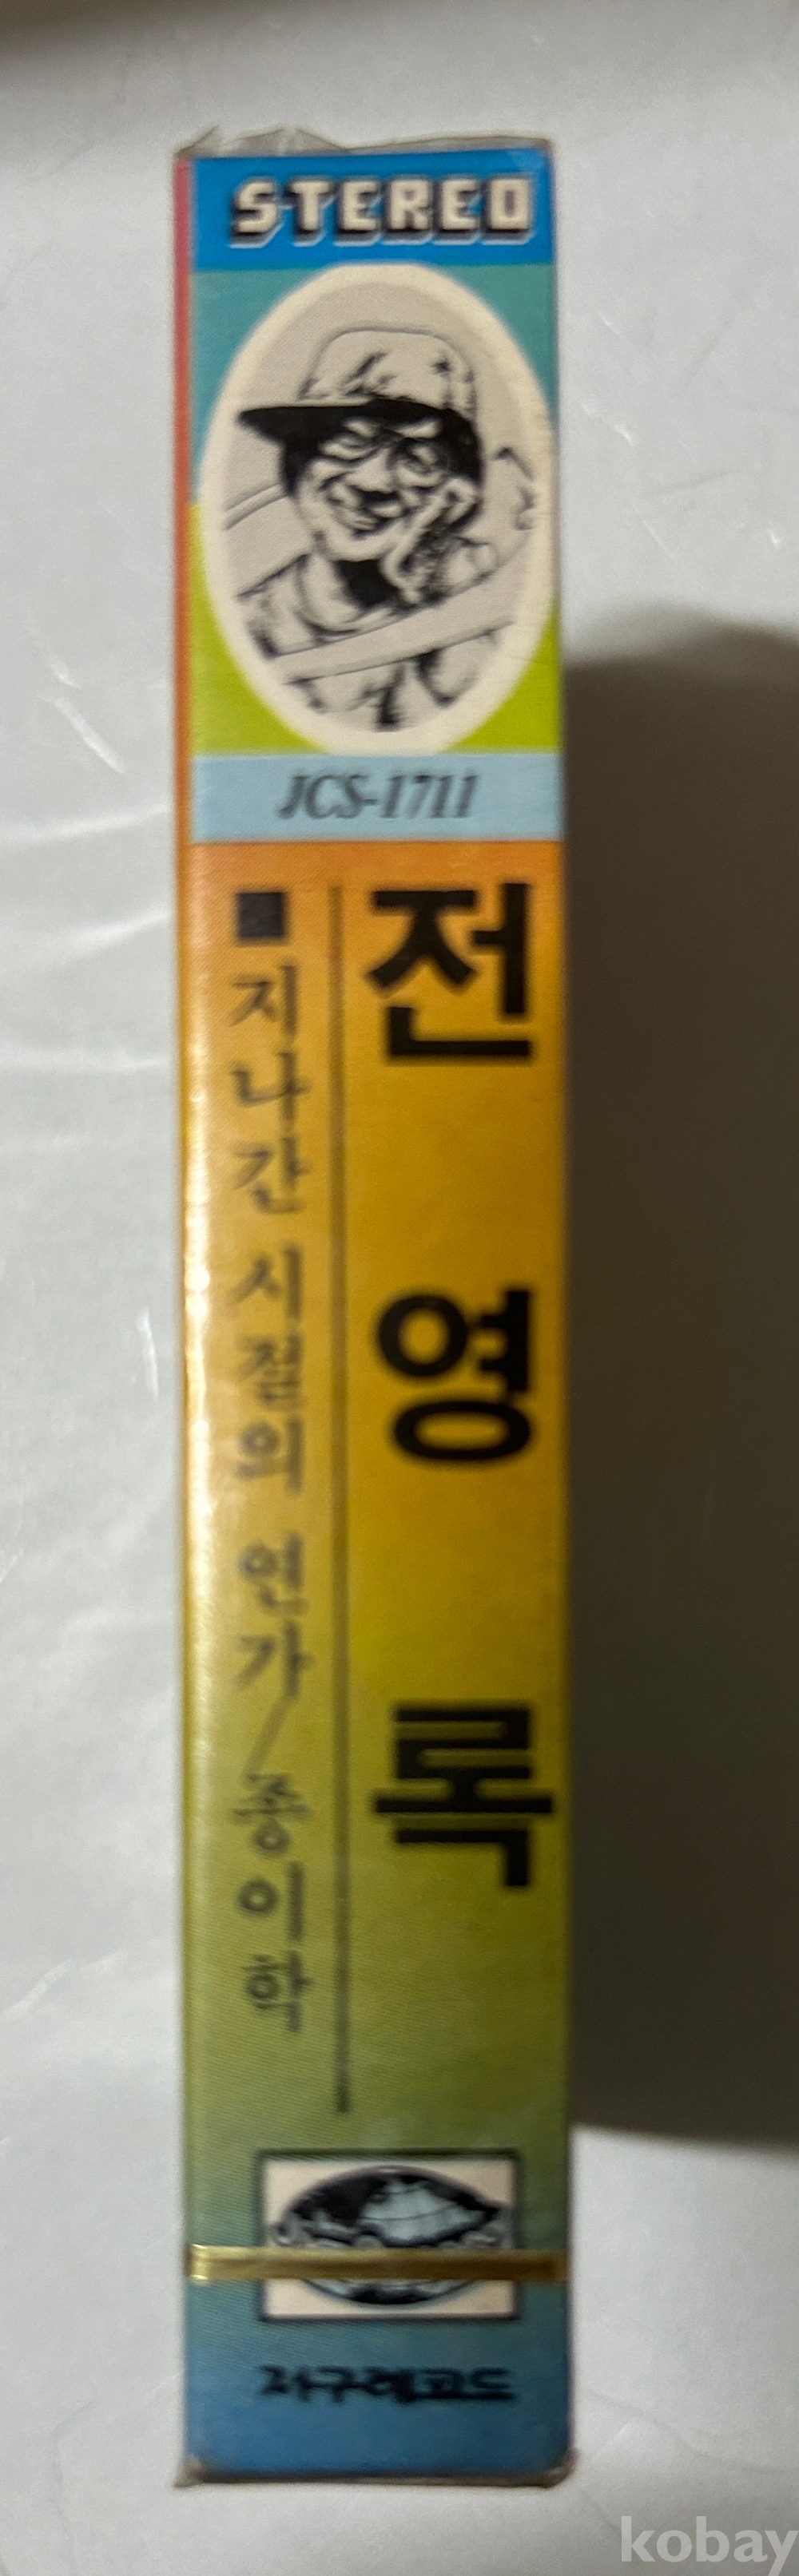 STEREO
JCS-1711
전영록
■ 지나간 시절의 연가/종이학
지구레코드
kobay